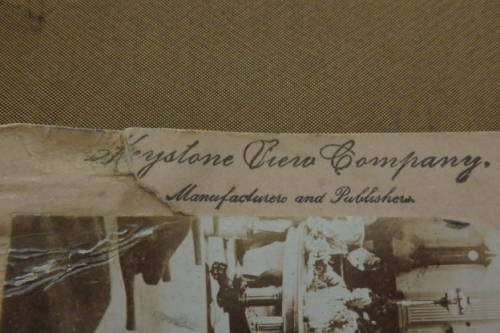 Keystone View Company.
Manufacturers and Publishers.